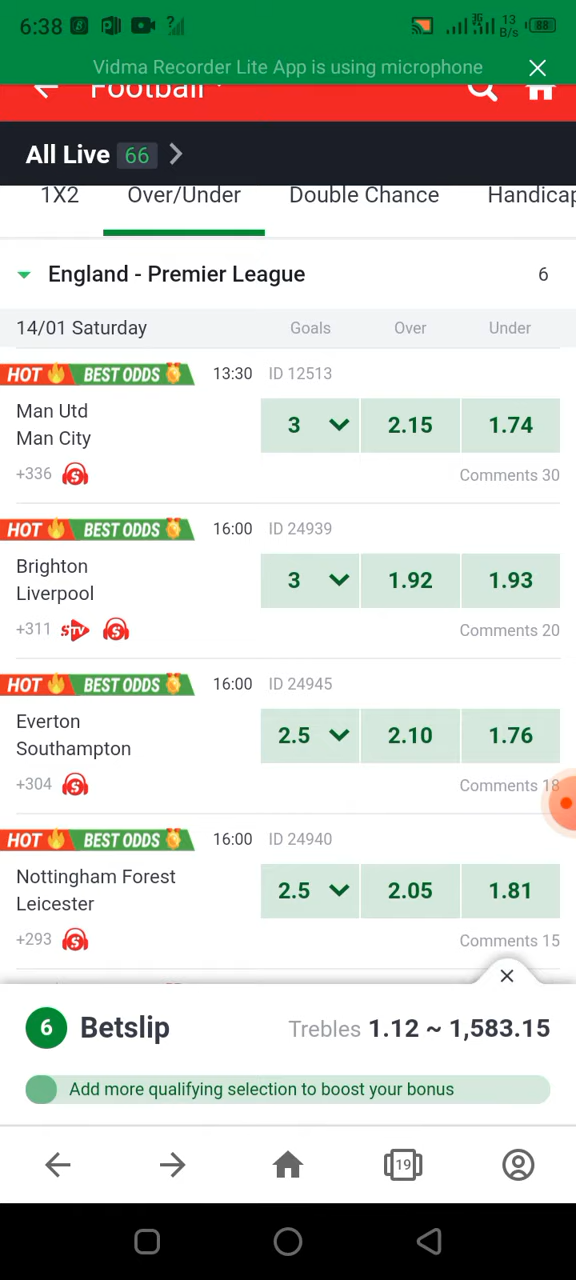 6:38 ? 3G 13 B/s 88
Vidma Recorder Lite App is using microphone
Football
All Live 66
1X2 Over/Under Double Chance Handicap
England - Premier League 6
14/01 Saturday Goals Over Under
HOT BEST ODDS 13:30 ID 12513
Man Utd
Man City
3 2.15 1.74
+336 Comments 30
HOT BEST ODDS 16:00 ID 24939
Brighton
Liverpool
3 1.92 1.93
+311 STV Comments 20
HOT BEST ODDS 16:00 ID 24945
Everton
Southampton
2.5 2.10 1.76
+304 Comments 18
HOT BEST ODDS 16:00 ID 24940
Nottingham Forest
Leicester
2.5 2.05 1.81
+293 Comments 15
6 Betslip Trebles 1.12 ~ 1,583.15
Add more qualifying selection to boost your bonus
19